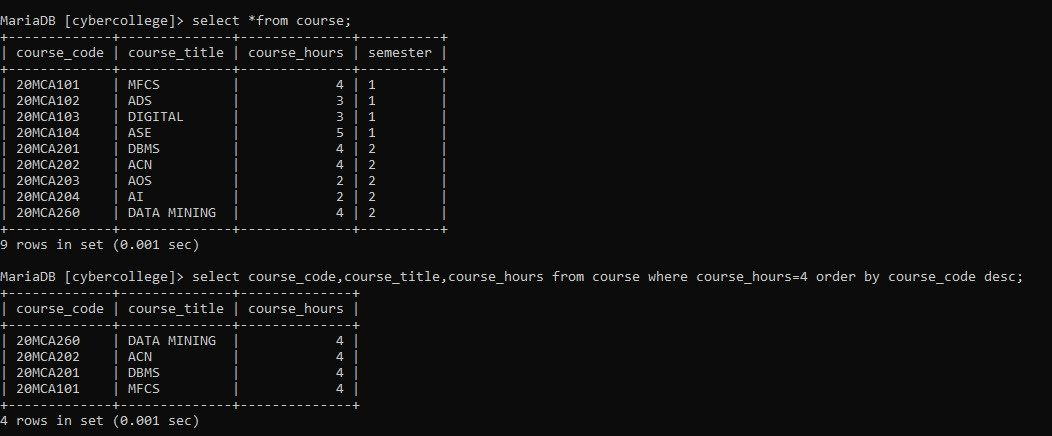 MariaDB [cybercollege]> select *from course;
+-------------+--------------+--------------+----------+
| course_code | course_title | course_hours | semester |
+-------------+--------------+--------------+----------+
| 20MCA101    | MFCS         |            4 | 1        |
| 20MCA102    | ADS          |            3 | 1        |
| 20MCA103    | DIGITAL      |            3 | 1        |
| 20MCA104    | ASE          |            5 | 1        |
| 20MCA201    | DBMS         |            4 | 2        |
| 20MCA202    | ACN          |            4 | 2        |
| 20MCA203    | AOS          |            2 | 2        |
| 20MCA204    | AI           |            2 | 2        |
| 20MCA260    | DATA MINING  |            4 | 2        |
+-------------+--------------+--------------+----------+
9 rows in set (0.001 sec)
MariaDB [cybercollege]> select course_code,course_title,course_hours from course where course_hours=4 order by course_code desc;
+-------------+--------------+--------------+
| course_code | course_title | course_hours |
+-------------+--------------+--------------+
| 20MCA260    | DATA MINING  |            4 |
| 20MCA202    | ACN          |            4 |
| 20MCA201    | DBMS         |            4 |
| 20MCA101    | MFCS         |            4 |
+-------------+--------------+--------------+
4 rows in set (0.001 sec)